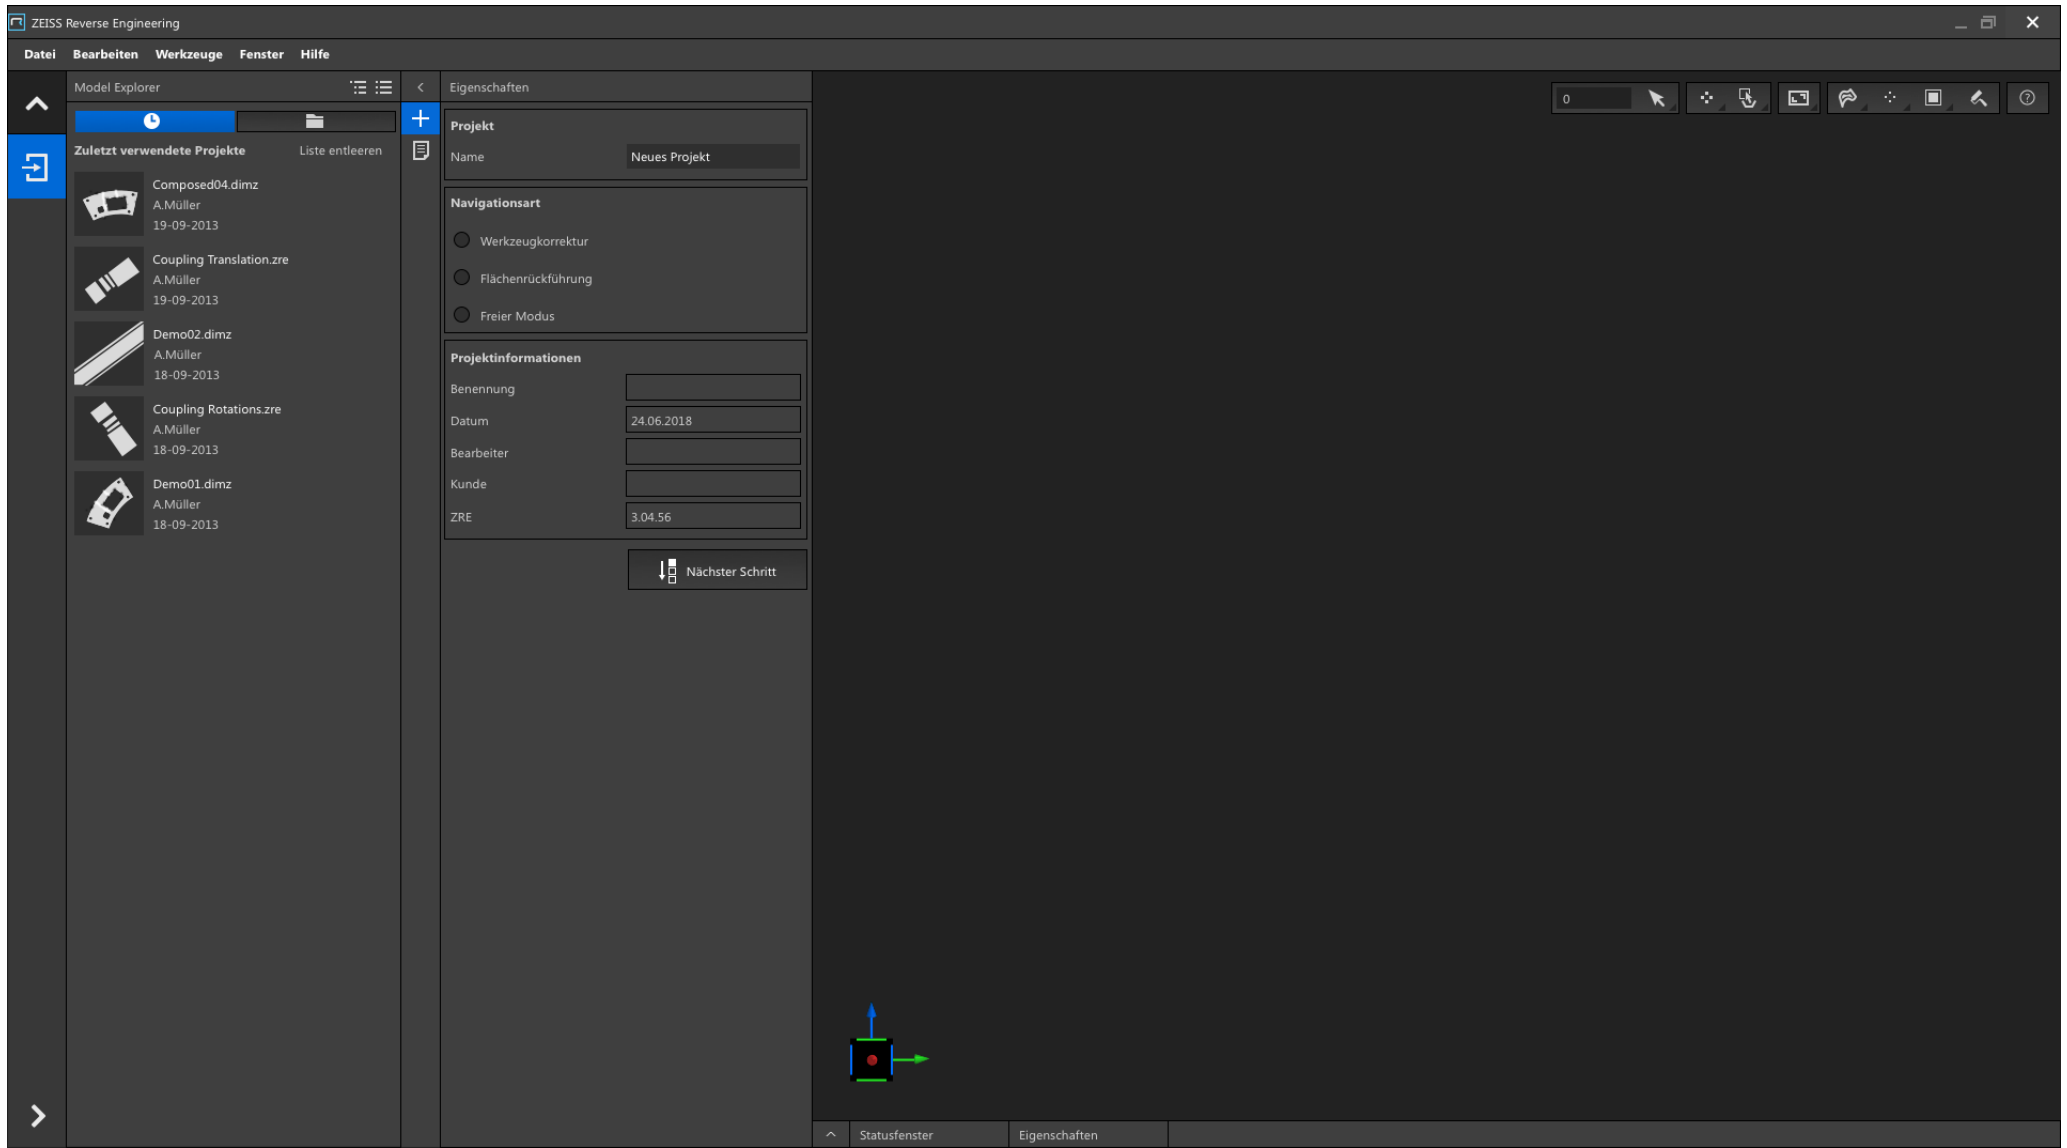 ZEISS Reverse Engineering
Datei Bearbeiten Werkzeuge Fenster Hilfe
Model Explorer
Zuletzt verwendete Projekte Liste entleeren
Composed04.dimz
A.Müller
19-09-2013
Coupling Translation.zre
A.Müller
19-09-2013
Demo02.dimz
A.Müller
18-09-2013
Coupling Rotations.zre
A.Müller
18-09-2013
Demo01.dimz
A.Müller
18-09-2013
Eigenschaften
Projekt
Name Neues Projekt
Navigationsart
Werkzeugkorrektur
Flächenrückführung
Freier Modus
Projektinformationen
Benennung
Datum 24.06.2018
Bearbeiter
Kunde
ZRE 3.04.56
Nächster Schritt
0
Statusfenster Eigenschaften